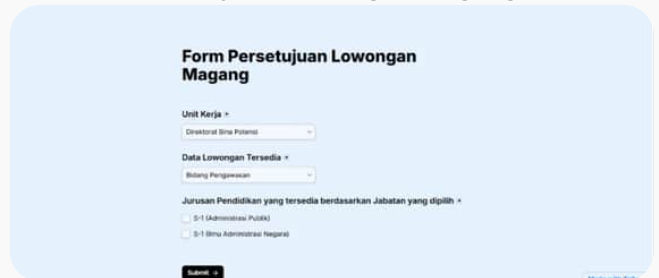 Form Persetujuan Lowongan
Magang
Unit Kerja *
Direktorat Bina Potensi
Data Lowongan Tersedia *
Bidang Pengawasan
Jurusan Pendidikan yang tersedia berdasarkan Jabatan yang dipilih *
S-1 (Administrasi Publik)
S-1 (Ilmu Administrasi Negara)
Submit →